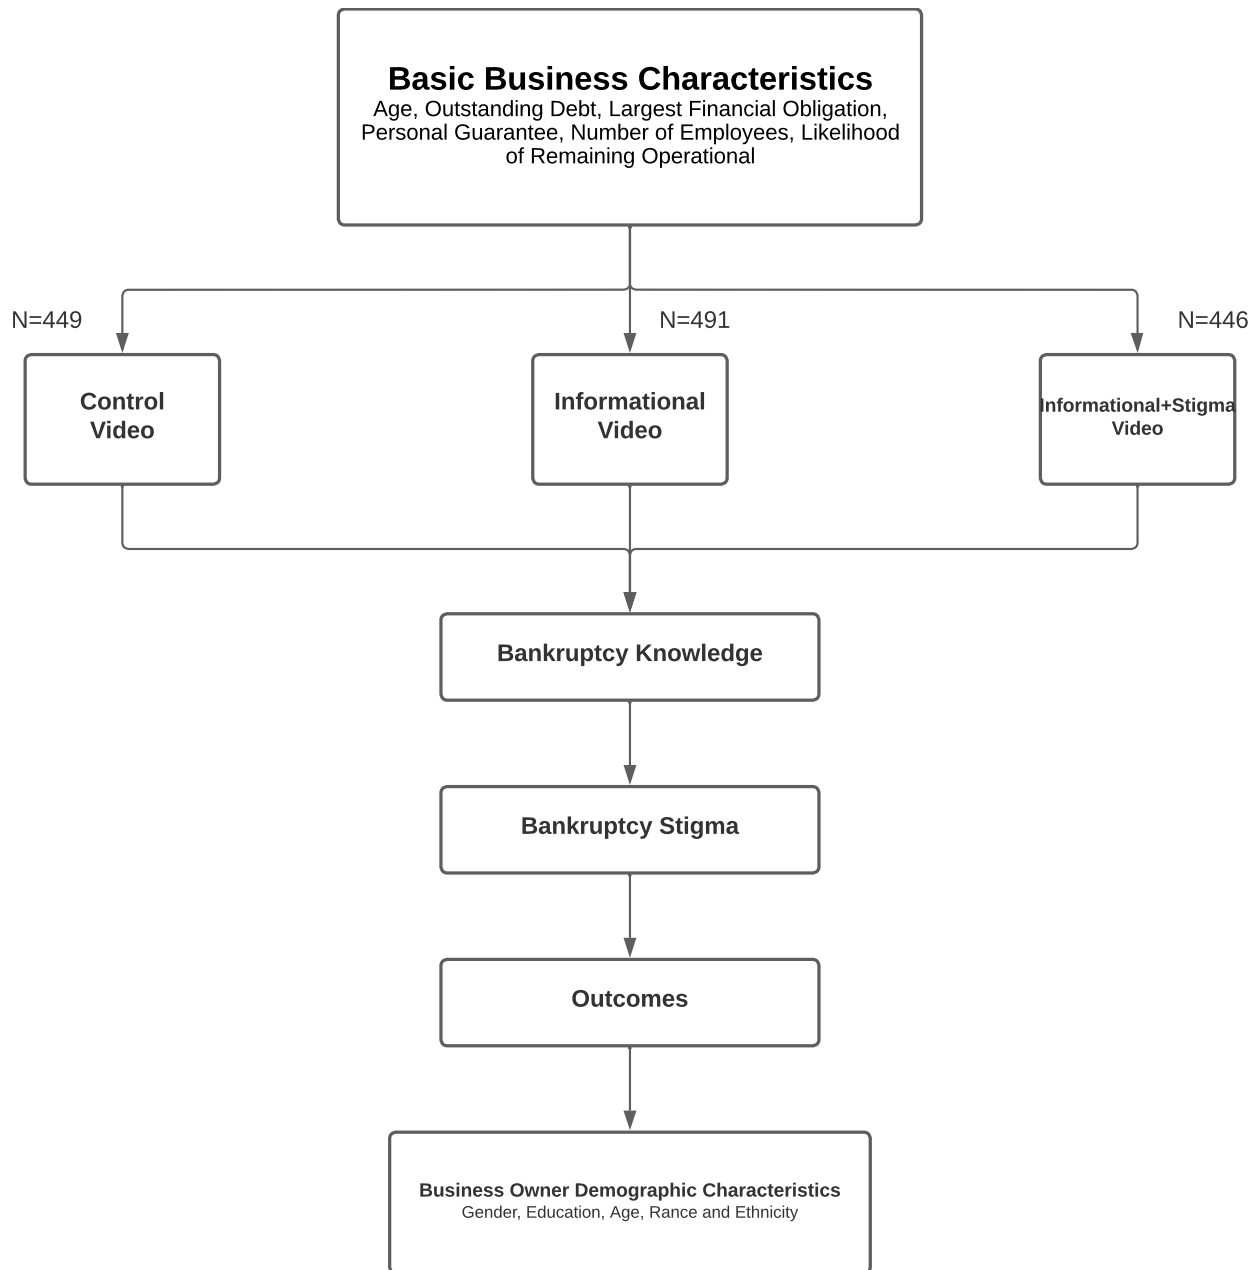 Basic Business Characteristics
Age, Outstanding Debt, Largest Financial Obligation,
Personal Guarantee, Number of Employees, Likelihood
of Remaining Operational
N=449
N=491
N=446
Control
Video
Informational
Video
Informational+Stigma
Video
Bankruptcy Knowledge
Bankruptcy Stigma
Outcomes
Business Owner Demographic Characteristics
Gender, Education, Age, Rance and Ethnicity